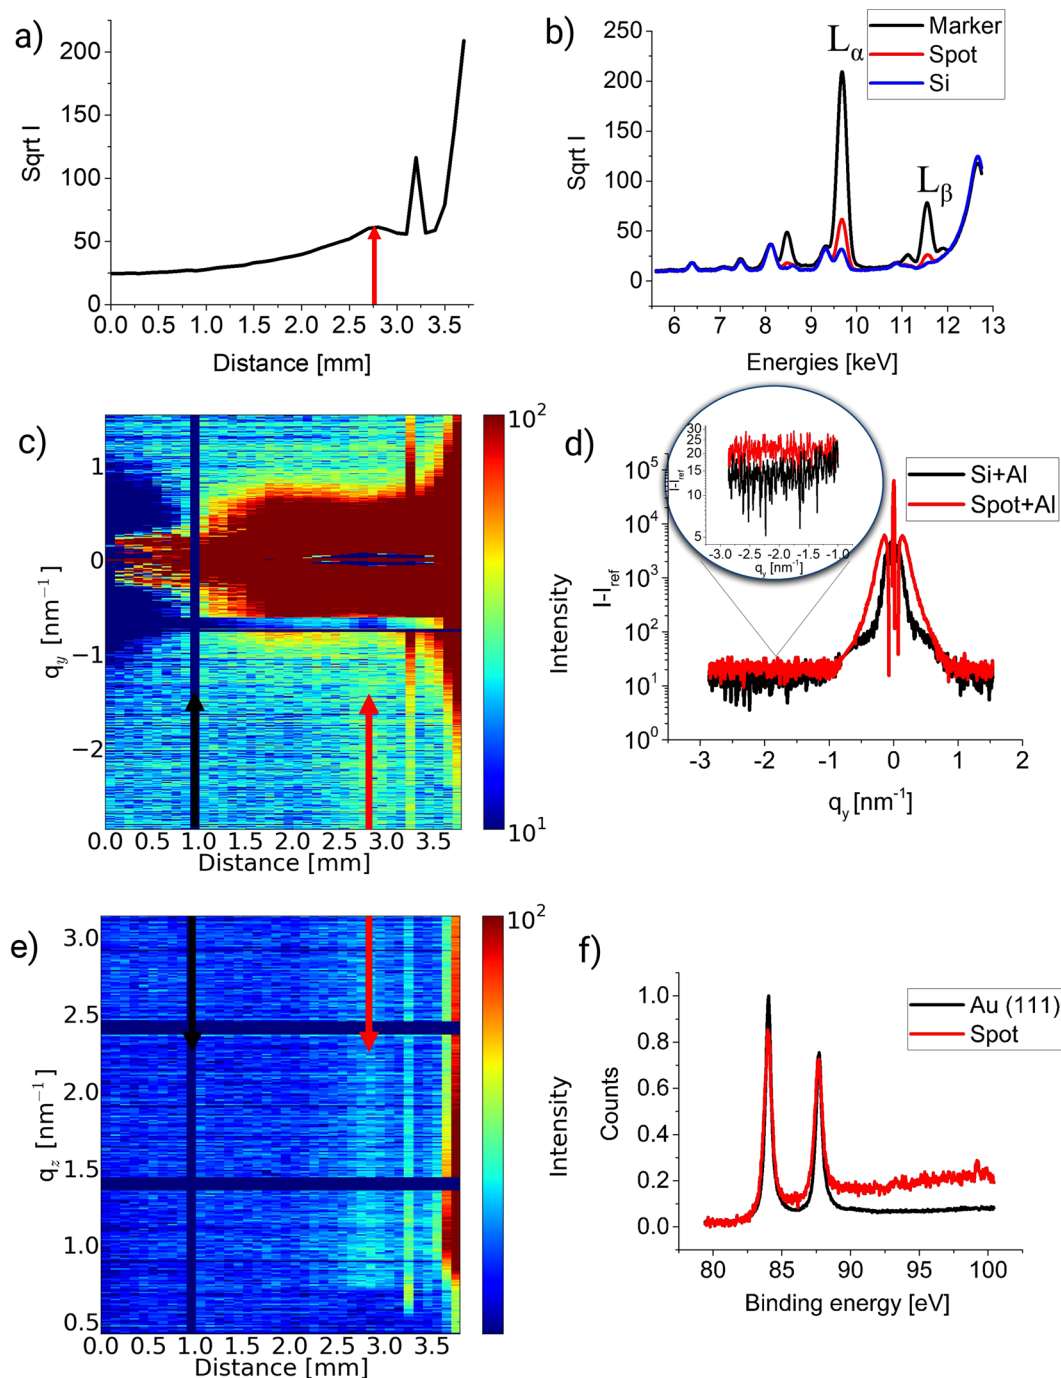 a)
Sqrt I
200
150
100
50
0
0.0 0.5 1.0 1.5 2.0 2.5 3.0 3.5
Distance [mm]
b)
Marker
Spot
Si
Lα
Lβ
Sqrt I
250
200
150
100
50
0
6 7 8 9 10 11 12 13
Energies [keV]
c)
q_y [nm⁻¹]
1
0
−1
−2
0.0 0.5 1.0 1.5 2.0 2.5 3.0 3.5
Distance [mm]
10²
10¹
Intensity
d)
Si+Al
Spot+Al
I-I_ref
10⁵
10⁴
10³
10²
10¹
10⁰
-3 -2 -1 0 1 2
q_y [nm⁻¹]
I-I_ref
30
25
20
15
10
5
-3.0 -2.5 -2.0 -1.5 -1.0
q_y [nm⁻¹]
e)
q_z [nm⁻¹]
3.0
2.5
2.0
1.5
1.0
0.5
0.0 0.5 1.0 1.5 2.0 2.5 3.0 3.5
Distance [mm]
10²
Intensity
f)
Au (111)
Spot
Counts
1.0
0.8
0.6
0.4
0.2
0.0
80 85 90 95 100
Binding energy [eV]